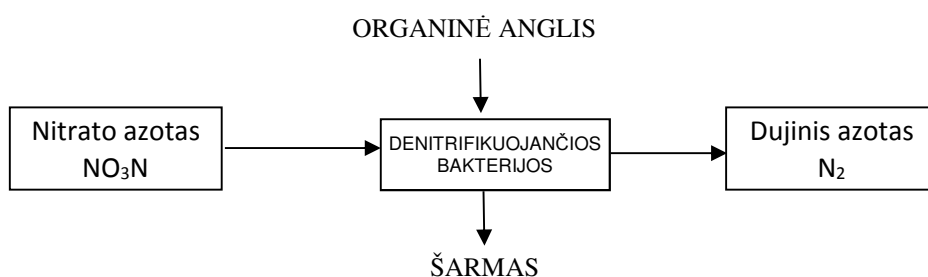 ORGANINĖ ANGLIS
Nitrato azotas
NO₃N
DENITRIFIKUOJANČIOS
BAKTERIJOS
Dujinis azotas
N₂
ŠARMAS